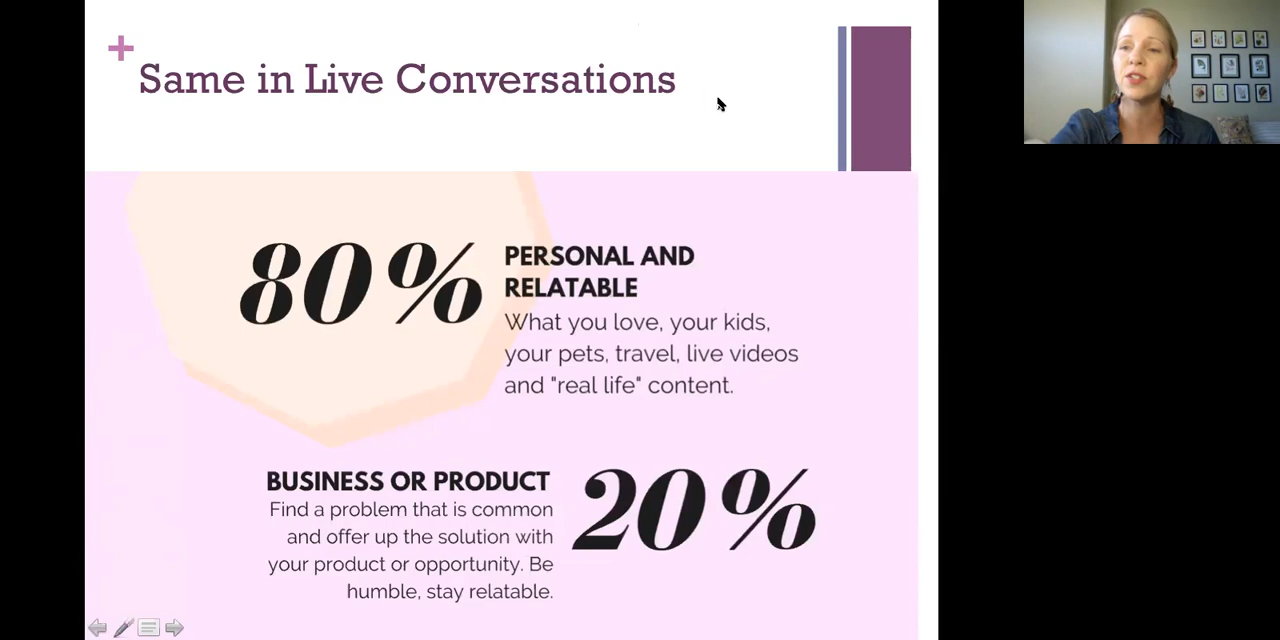 +
Same in Live Conversations
80%
PERSONAL AND
RELATABLE
What you love, your kids,
your pets, travel, live videos
and "real life" content.
BUSINESS OR PRODUCT
Find a problem that is common
and offer up the solution with
your product or opportunity. Be
humble, stay relatable.
20%